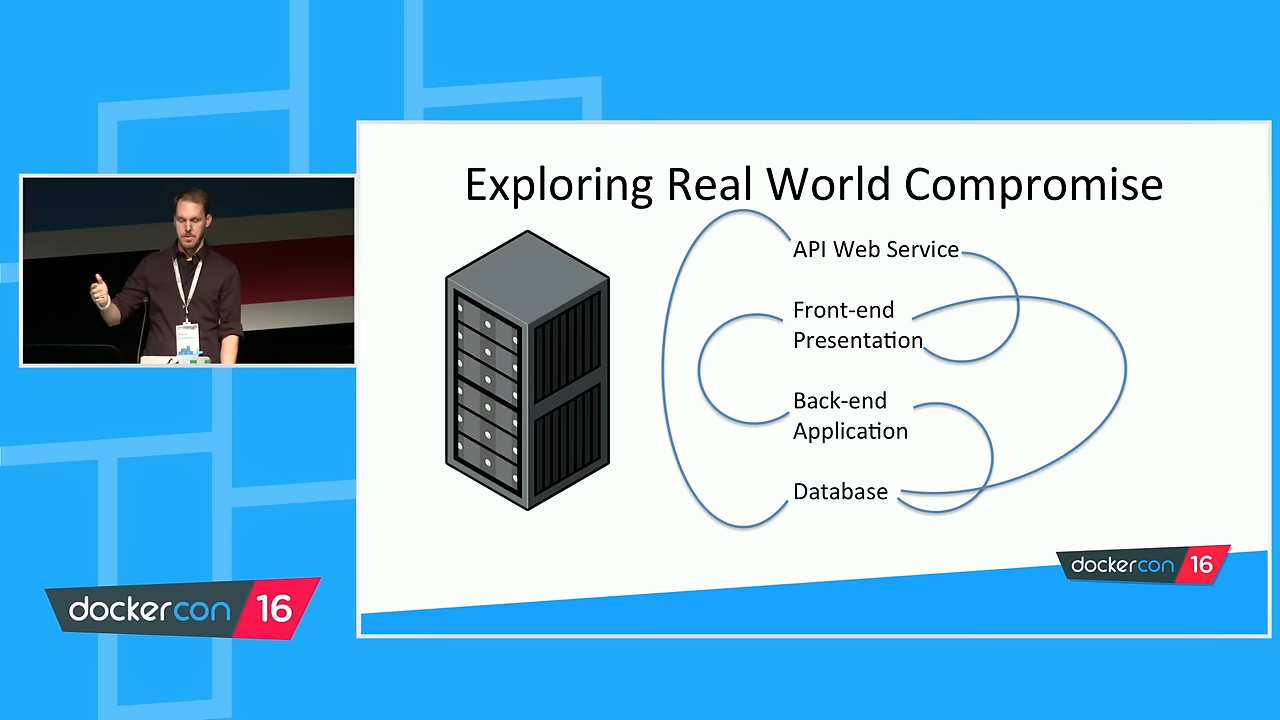 Exploring Real World Compromise
API Web Service
Front-end
Presentation
Back-end
Application
Database
dockercon 16
dockercon 16